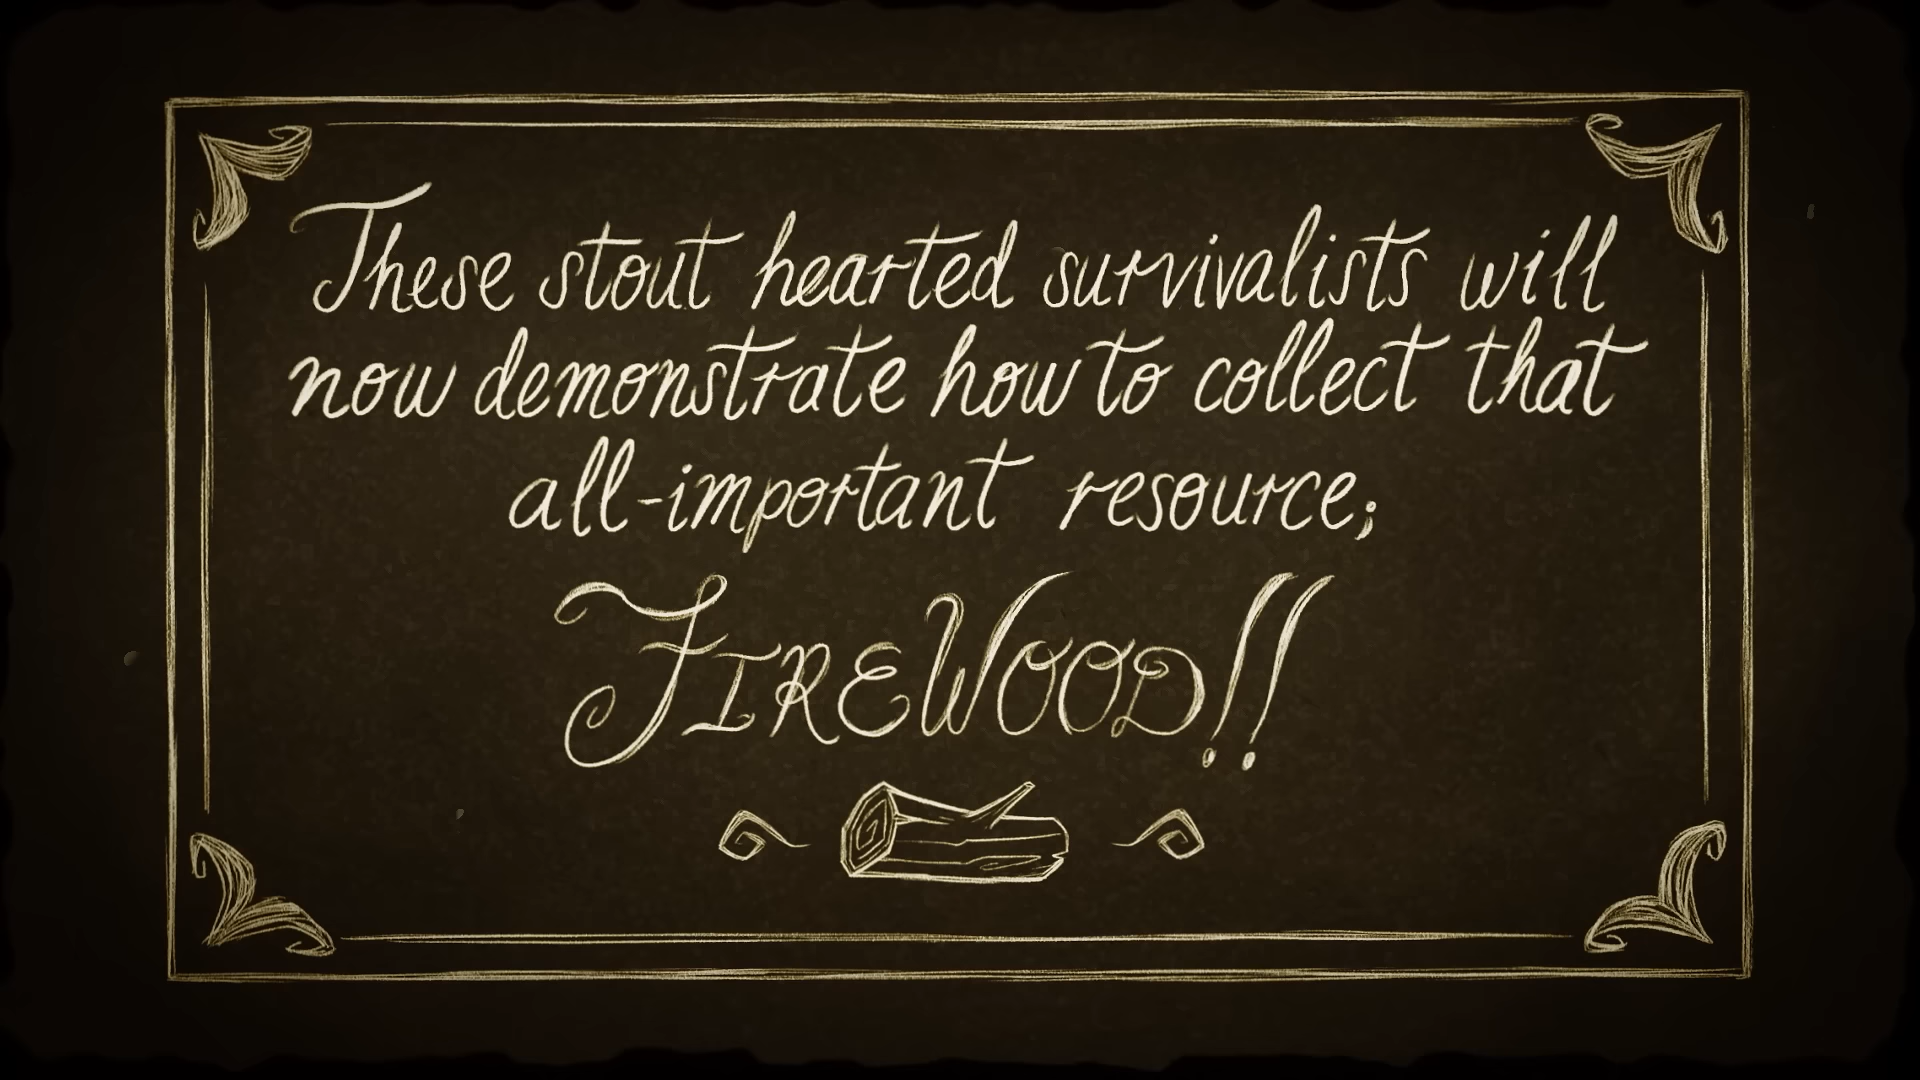 These stout hearted survivalists will
now demonstrate how to collect that
all-important resource;
FIREWOOD!!